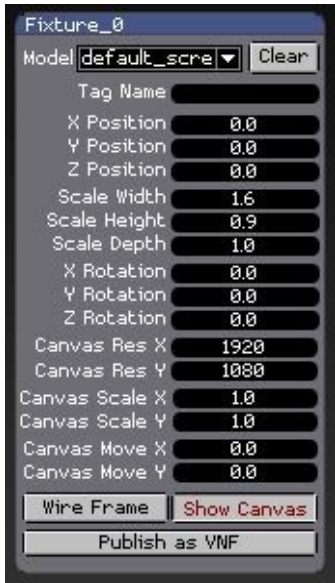 Fixture_0
Model default_scre Clear
Tag Name
X Position 0.0
Y Position 0.0
Z Position 0.0
Scale Width 1.6
Scale Height 0.9
Scale Depth 1.0
X Rotation 0.0
Y Rotation 0.0
Z Rotation 0.0
Canvas Res X 1920
Canvas Res Y 1080
Canvas Scale X 1.0
Canvas Scale Y 1.0
Canvas Move X 0.0
Canvas Move Y 0.0
Wire Frame Show Canvas
Publish as VNF